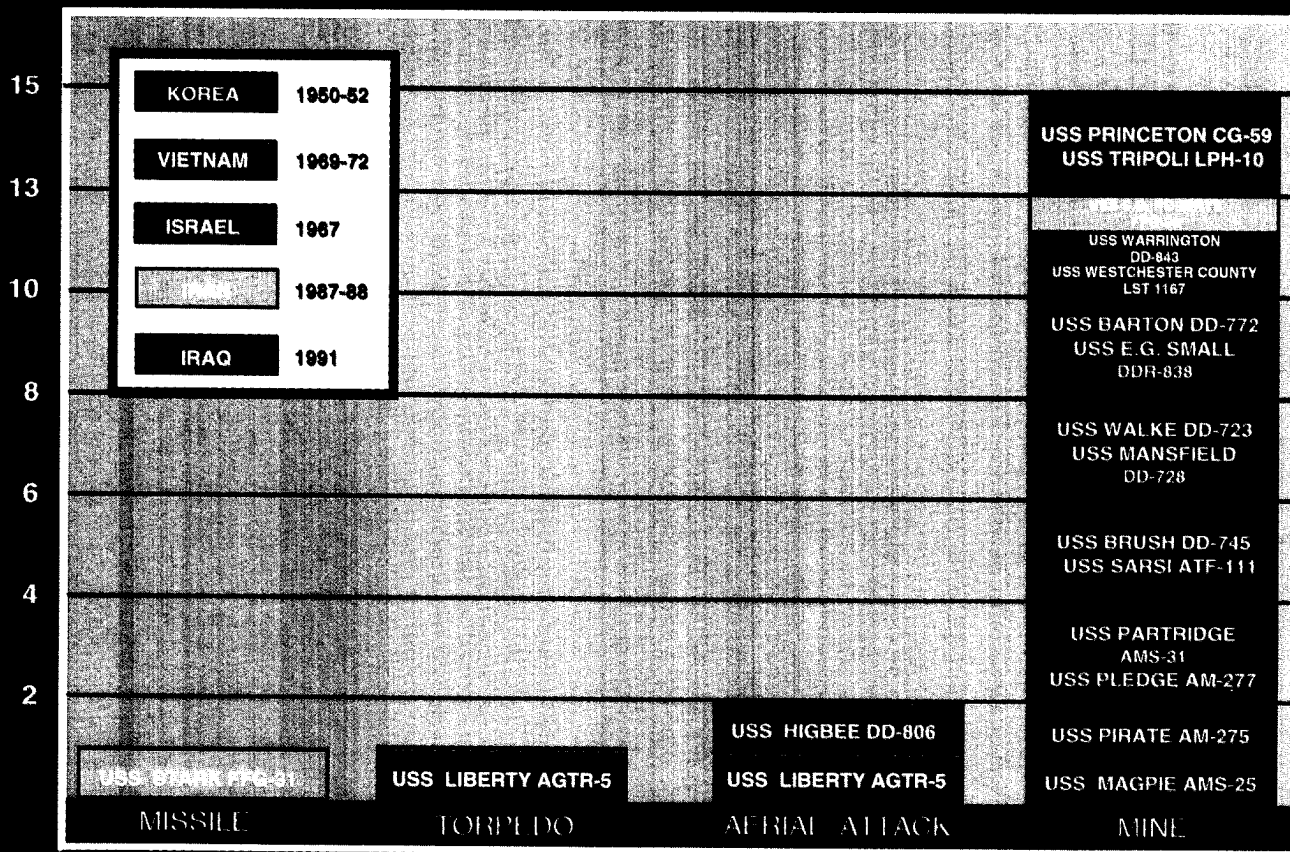 15
13
10
8
6
4
2
KOREA 1950-52
VIETNAM 1969-72
ISRAEL 1967
1987-88
IRAQ 1991
USS STARK FFG-31
MISSILE
USS LIBERTY AGTR-5
TORPEDO
USS HIGBEE DD-806
USS LIBERTY AGTR-5
AERIAL ATTACK
USS PRINCETON CG-59
USS TRIPOLI LPH-10
USS WARRINGTON
DD-843
USS WESTCHESTER COUNTY
LST 1167
USS BARTON DD-772
USS E.G. SMALL
DDR-838
USS WALKE DD-723
USS MANSFIELD
DD-728
USS BRUSH DD-745
USS SARSI ATF-111
USS PARTRIDGE
AMS-31
USS PLEDGE AM-277
USS PIRATE AM-275
USS MAGPIE AMS-25
MINE